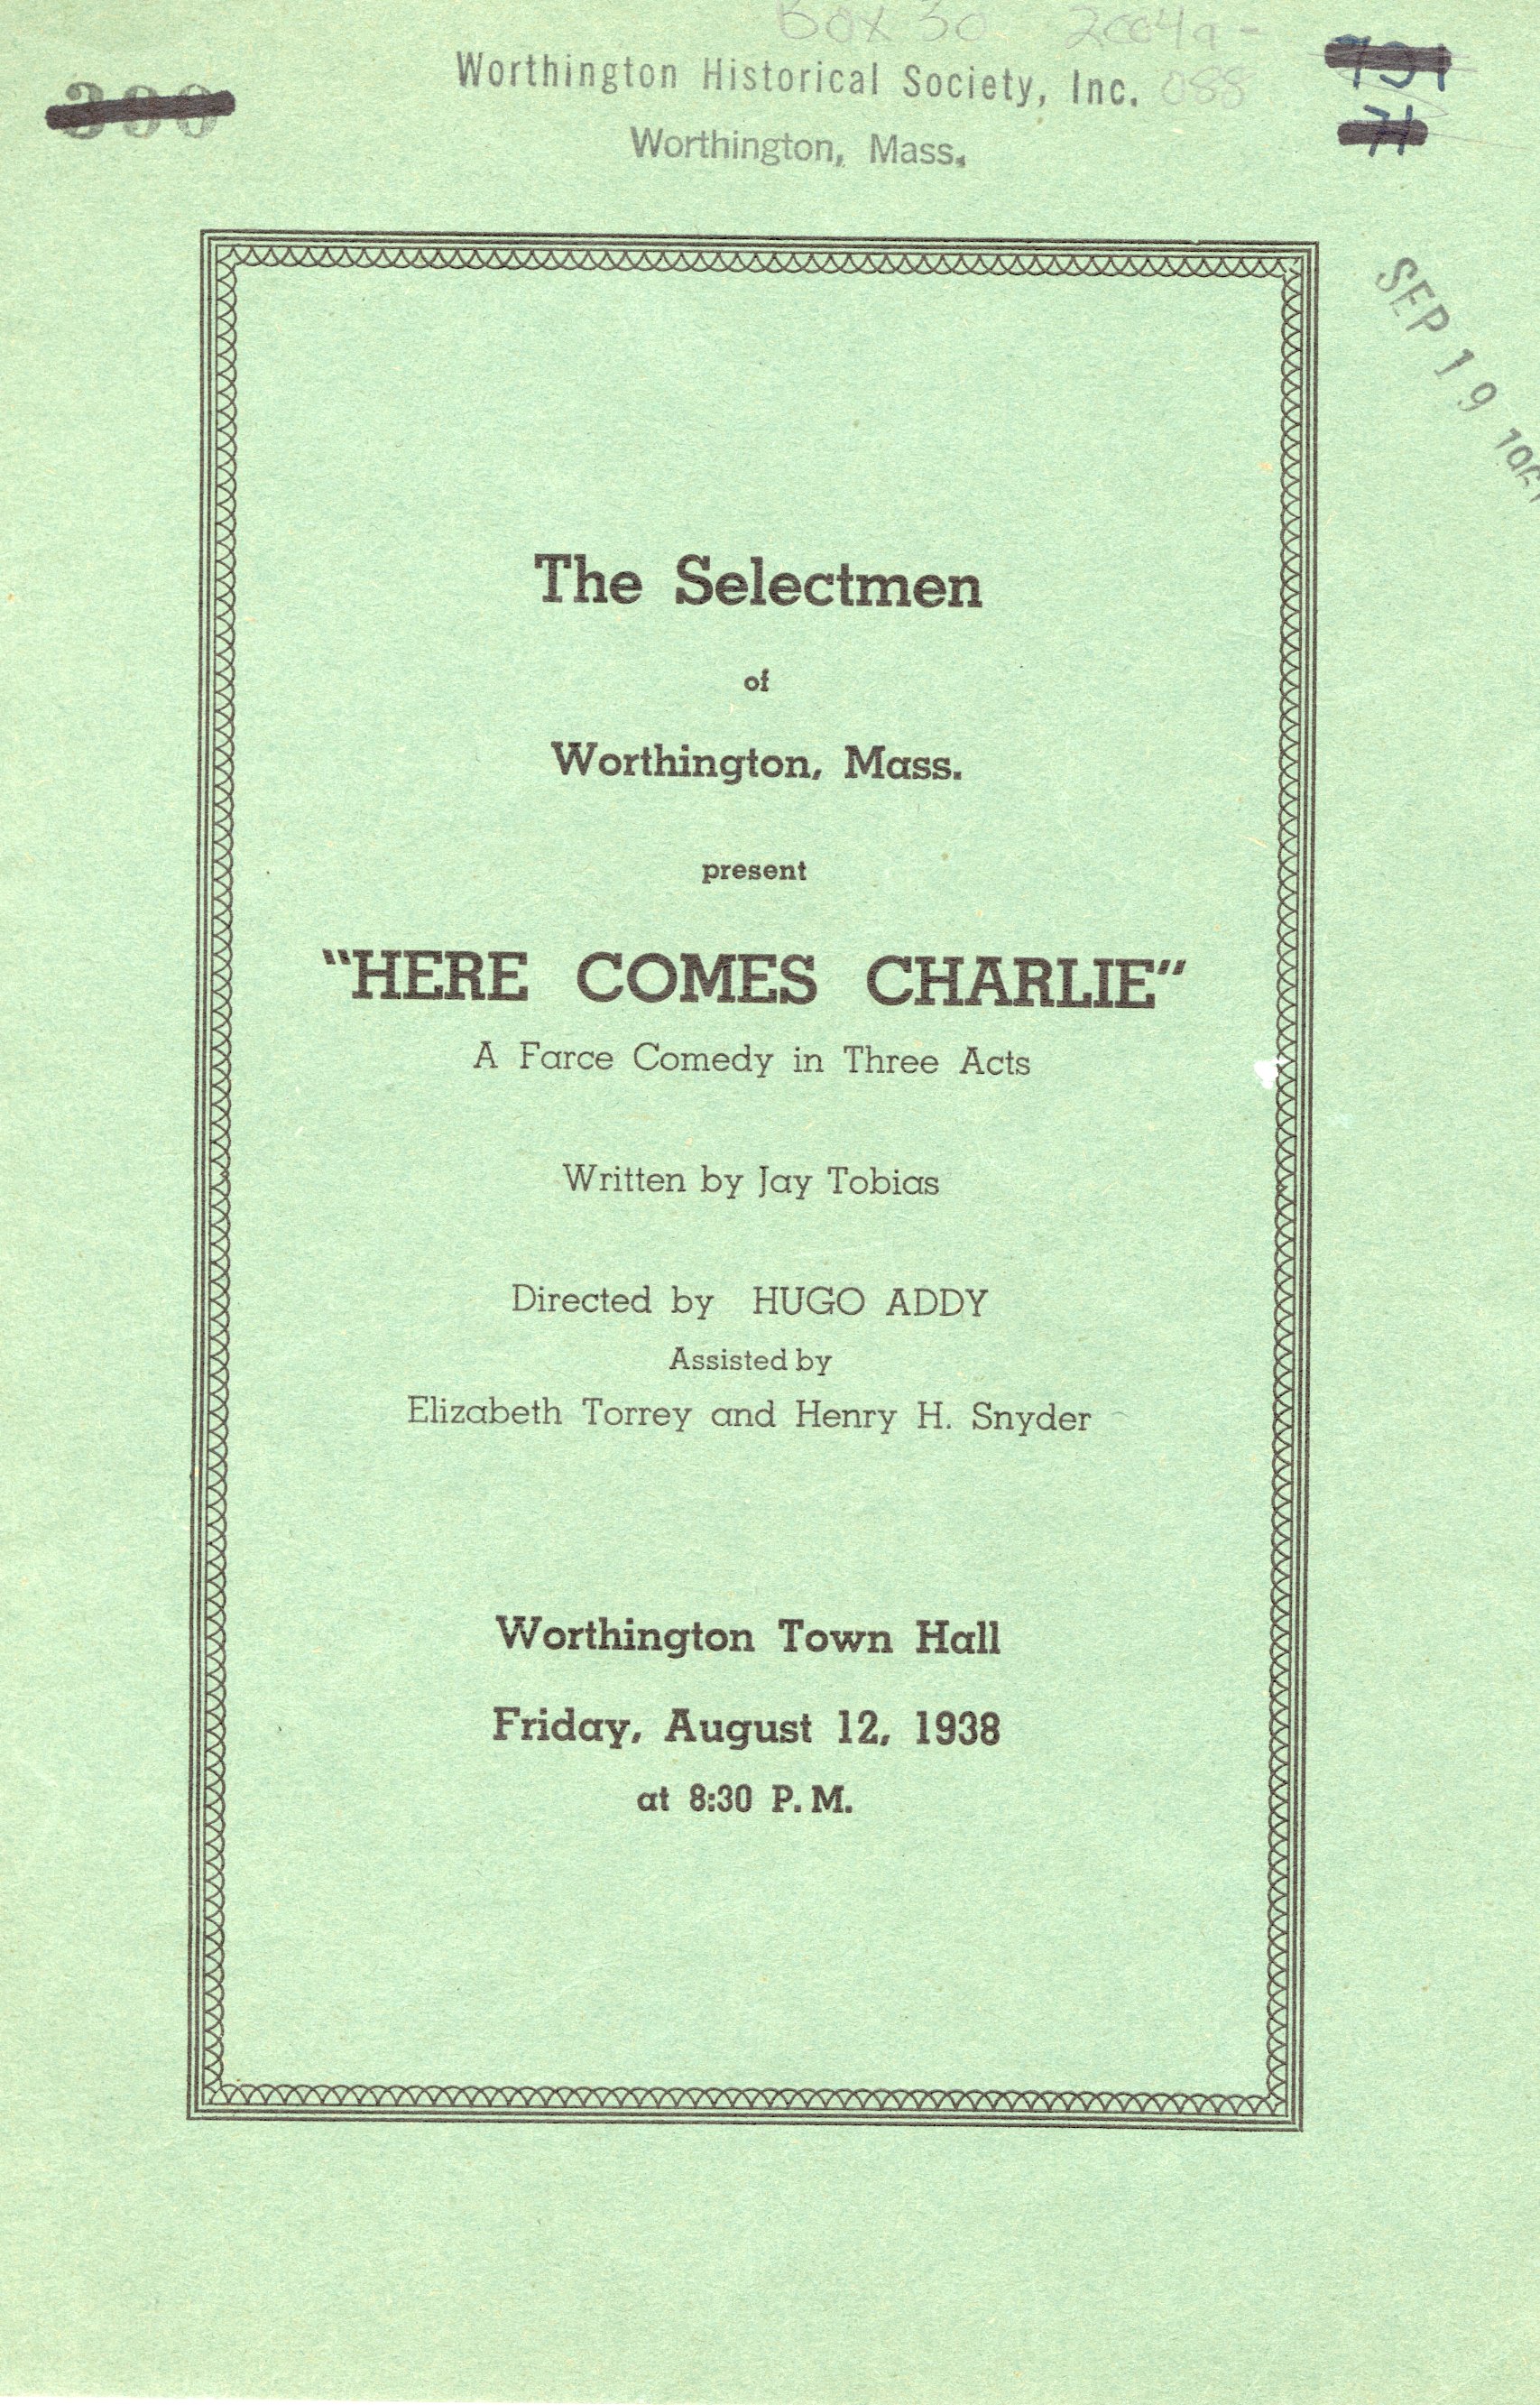 Box 30 2004a-
Worthington Historical Society, Inc. 088
Worthington, Mass.
SEP 19
The Selectmen
of
Worthington, Mass.
present
"HERE COMES CHARLIE"
A Farce Comedy in Three Acts
Written by Jay Tobias
Directed by HUGO ADDY
Assisted by
Elizabeth Torrey and Henry H. Snyder
Worthington Town Hall
Friday, August 12, 1938
at 8:30 P. M.